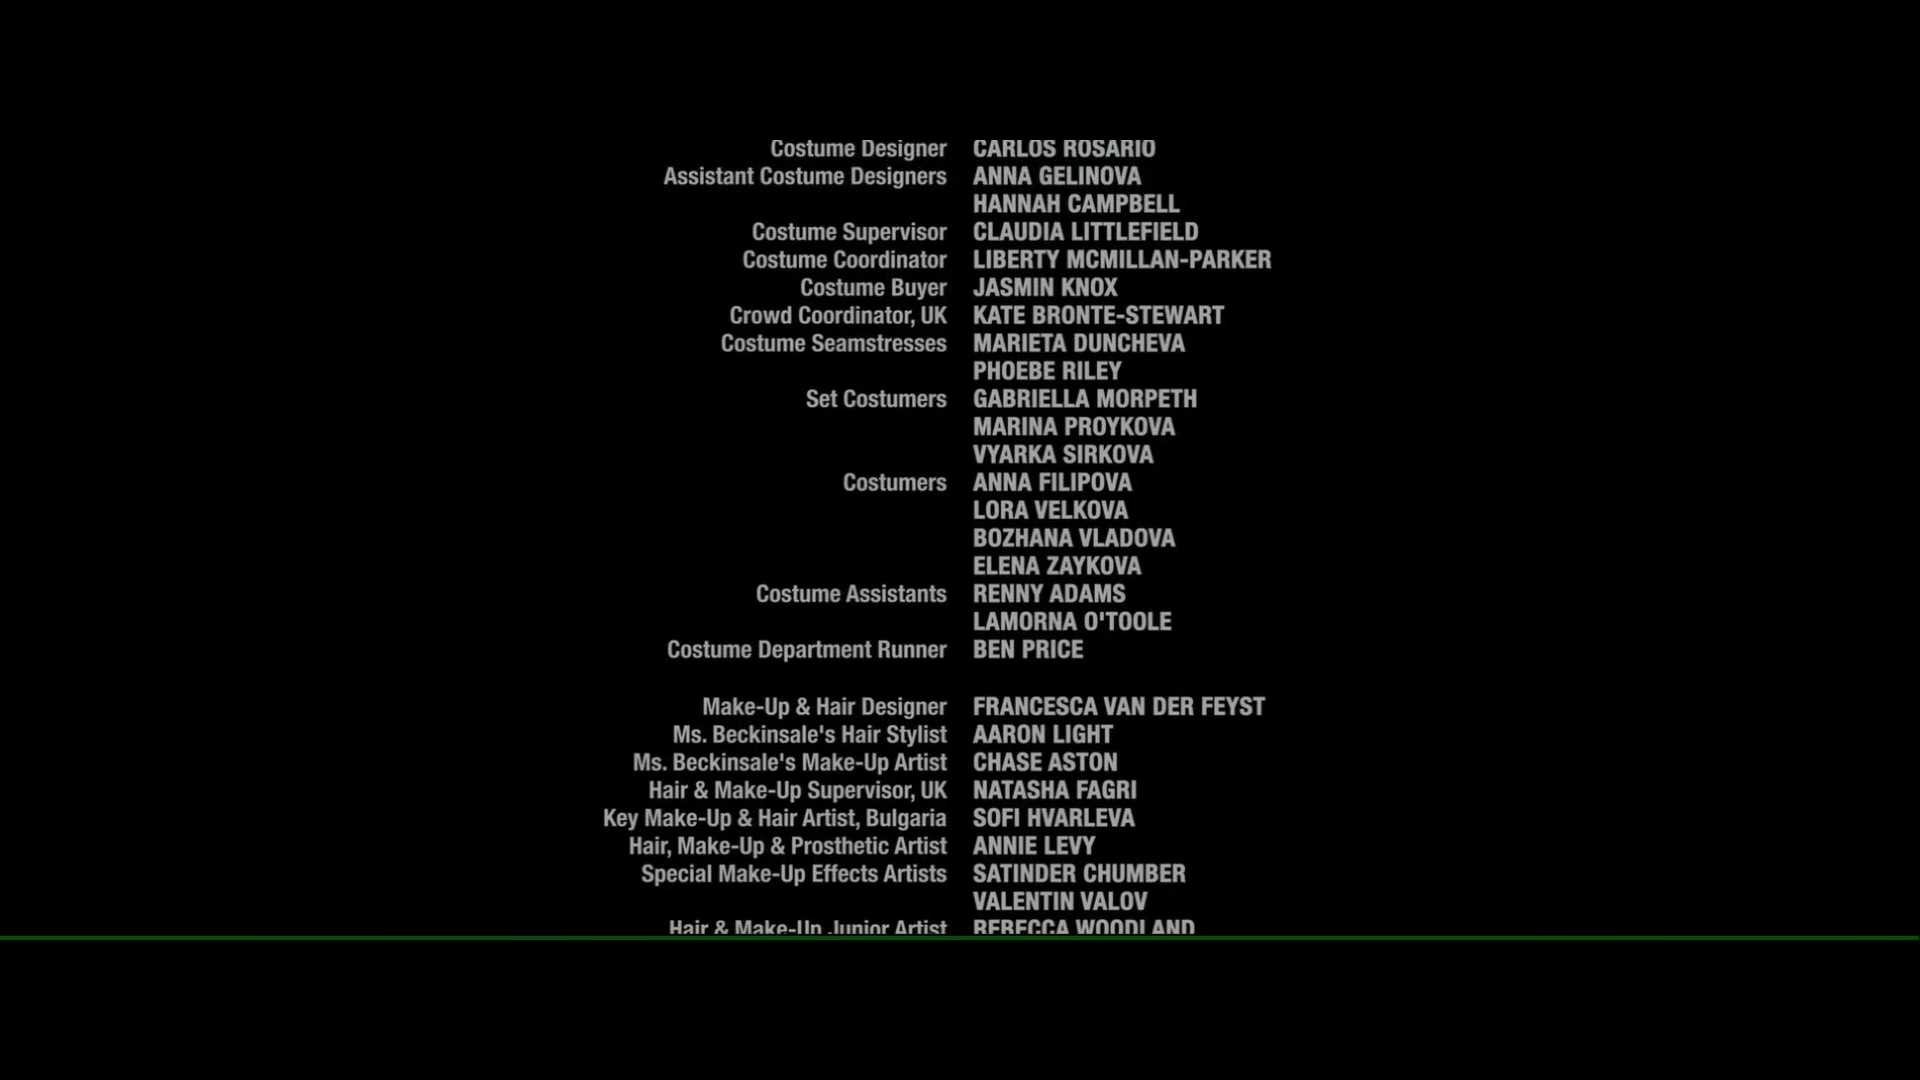 Costume Designer CARLOS ROSARIO
Assistant Costume Designers ANNA GELINOVA
HANNAH CAMPBELL
Costume Supervisor CLAUDIA LITTLEFIELD
Costume Coordinator LIBERTY MCMILLAN-PARKER
Costume Buyer JASMIN KNOX
Crowd Coordinator, UK KATE BRONTE-STEWART
Costume Seamstresses MARIETA DUNCHEVA
PHOEBE RILEY
Set Costumers GABRIELLA MORPETH
MARINA PROYKOVA
VYARKA SIRKOVA
Costumers ANNA FILIPOVA
LORA VELKOVA
BOZHANA VLADOVA
ELENA ZAYKOVA
Costume Assistants RENNY ADAMS
LAMORNA O'TOOLE
Costume Department Runner BEN PRICE
Make-Up & Hair Designer FRANCESCA VAN DER FEYST
Ms. Beckinsale's Hair Stylist AARON LIGHT
Ms. Beckinsale's Make-Up Artist CHASE ASTON
Hair & Make-Up Supervisor, UK NATASHA FAGRI
Key Make-Up & Hair Artist, Bulgaria SOFI HVARLEVA
Hair, Make-Up & Prosthetic Artist ANNIE LEVY
Special Make-Up Effects Artists SATINDER CHUMBER
VALENTIN VALOV
Hair & Make-Up Junior Artist REBECCA WOODLAND